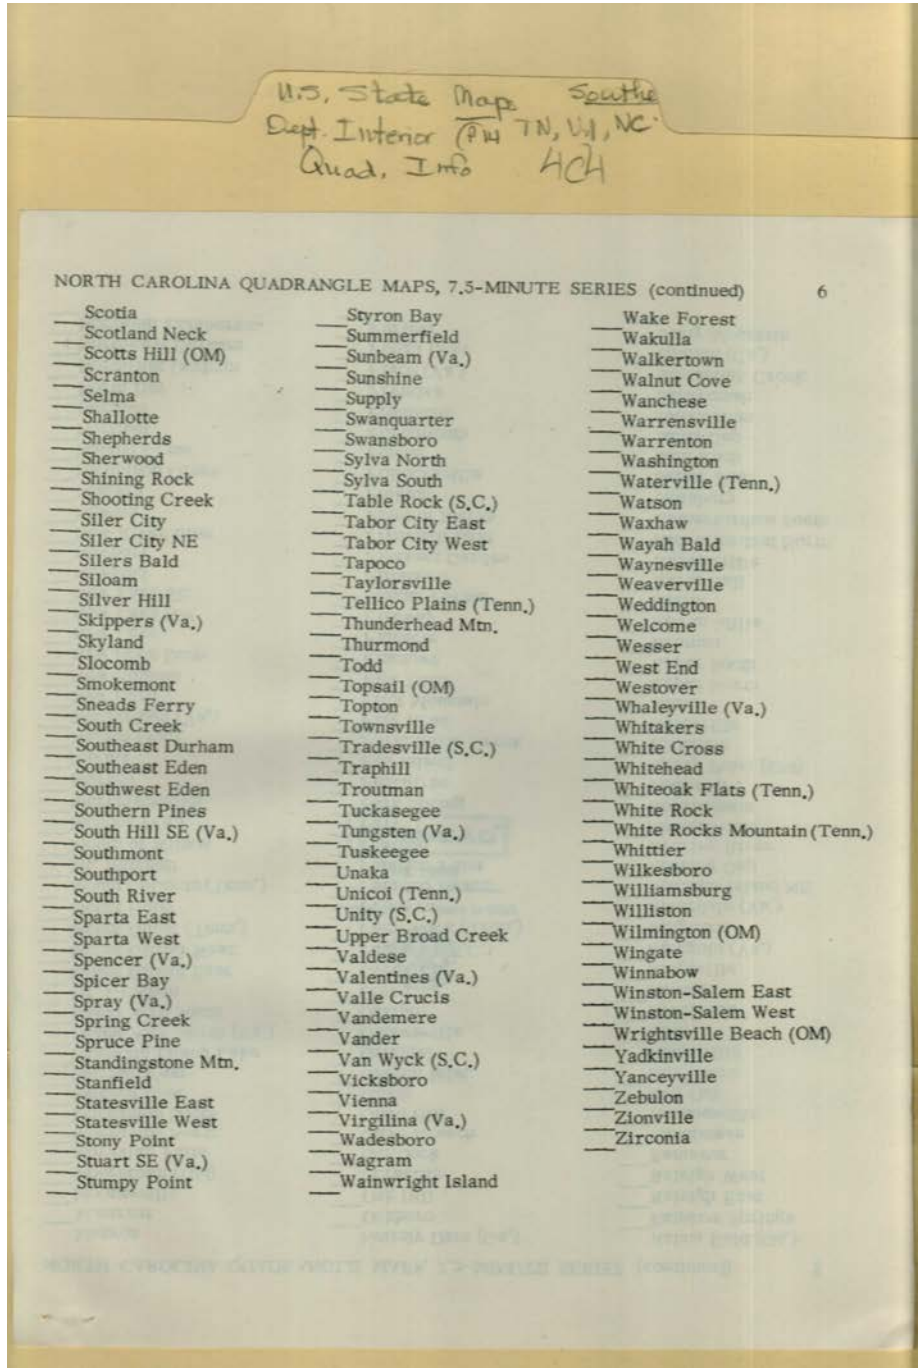 U.S. State Maps Southe
Dept. Interior TN, VA, NC.
Quad. Info 4C4
NORTH CAROLINA QUADRANGLE MAPS, 7.5-MINUTE SERIES (continued) 6
Scotia
Scotland Neck
Scotts Hill (OM)
Scranton
Selma
Shallotte
Shepherds
Sherwood
Shining Rock
Shooting Creek
Siler City
Siler City NE
Silers Bald
Siloam
Silver Hill
Skippers (Va.)
Skyland
Slocomb
Smokemont
Sneads Ferry
South Creek
Southeast Durham
Southeast Eden
Southwest Eden
Southern Pines
South Hill SE (Va.)
Southmont
Southport
South River
Sparta East
Sparta West
Spencer (Va.)
Spicer Bay
Spray (Va.)
Spring Creek
Spruce Pine
Standingstone Mtn.
Stanfield
Statesville East
Statesville West
Stony Point
Stuart SE (Va.)
Stumpy Point
Styron Bay
Summerfield
Sunbeam (Va.)
Sunshine
Supply
Swanquarter
Swansboro
Sylva North
Sylva South
Table Rock (S.C.)
Tabor City East
Tabor City West
Tapoco
Taylorsville
Tellico Plains (Tenn.)
Thunderhead Mtn.
Thurmond
Todd
Topsail (OM)
Topton
Townsville
Tradesville (S.C.)
Traphill
Troutman
Tuckasegee
Tungsten (Va.)
Tuskeegee
Unaka
Unicoi (Tenn.)
Unity (S.C.)
Upper Broad Creek
Valdese
Valentines (Va.)
Valle Crucis
Vandemere
Vander
Van Wyck (S.C.)
Vicksboro
Vienna
Virgilina (Va.)
Wadesboro
Wagram
Wainwright Island
Wake Forest
Wakulla
Walkertown
Walnut Cove
Wanchese
Warrensville
Warrenton
Washington
Waterville (Tenn.)
Watson
Waxhaw
Wayah Bald
Waynesville
Weaverville
Weddington
Welcome
Wesser
West End
Westover
Whaleyville (Va.)
Whitakers
White Cross
Whitehead
Whiteoak Flats (Tenn.)
White Rock
White Rocks Mountain (Tenn.)
Whittier
Wilkesboro
Williamsburg
Williston
Wilmington (OM)
Wingate
Winnabow
Winston-Salem East
Winston-Salem West
Wrightsville Beach (OM)
Yadkinville
Yanceyville
Zebulon
Zionville
Zirconia